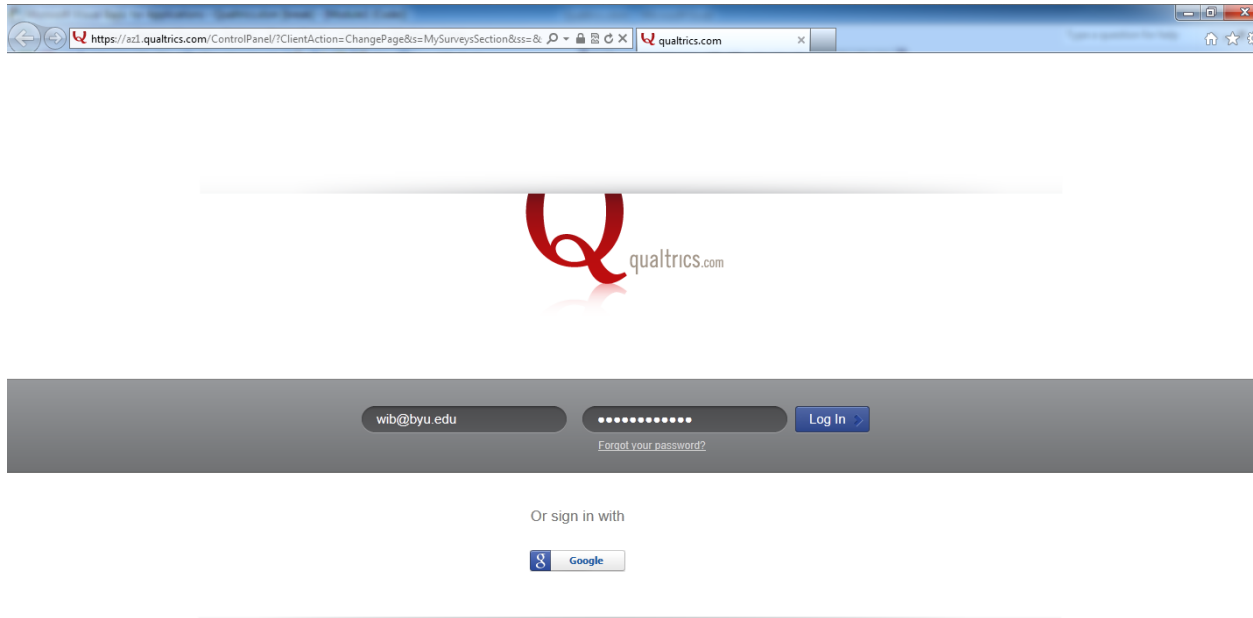 https://az1.qualtrics.com/ControlPanel/?ClientAction=ChangePage&s=MySurveysSection&ss=&
qualtrics.com
Q
qualtrics.com
wib@byu.edu
Log In
Forgot your password?
Or sign in with
8 Google